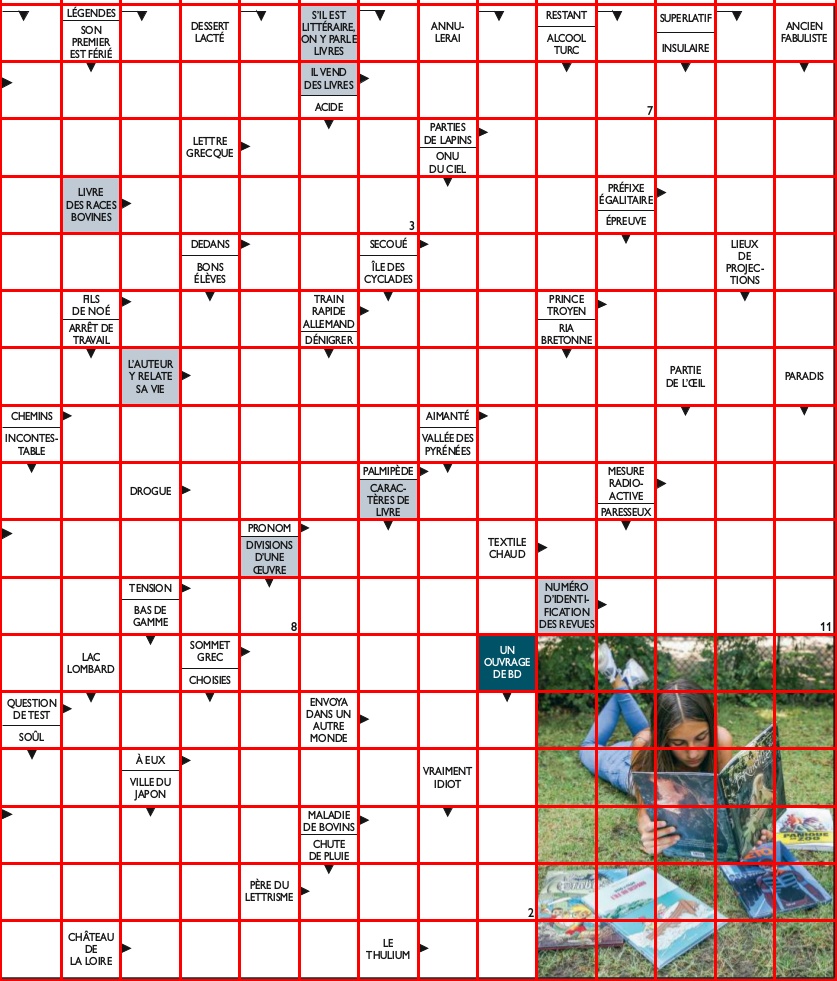 LÉGENDES
SON
PREMIER
EST FÉRIÉ
DESSERT
LACTÉ
S'IL EST
LITTÉRAIRE,
ON Y PARLE
LIVRES
ANNU-
LERAI
RESTANT
ALCOOL
TURC
SUPERLATIF
INSULAIRE
ANCIEN
FABULISTE
IL VEND
DES LIVRES
ACIDE
7
LETTRE
GRECQUE
PARTIES
DE LAPINS
ONU
DU CIEL
LIVRE
DES RACES
BOVINES
3
PRÉFIXE
ÉGALITAIRE
ÉPREUVE
DEDANS
BONS
ÉLÈVES
SECOUÉ
ÎLE DES
CYCLADES
LIEUX
DE
PROJEC-
TIONS
FILS
DE NOÉ
ARRÊT DE
TRAVAIL
TRAIN
RAPIDE
ALLEMAND
DÉNIGRER
PRINCE
TROYEN
RIA
BRETONNE
L'AUTEUR
Y RELATE
SA VIE
PARTIE
DE L'ŒIL
PARADIS
CHEMINS
INCONTES-
TABLE
AIMANTÉ
VALLÉE DES
PYRÉNÉES
DROGUE
PALMIPÈDE
CARAC-
TÈRES DE
LIVRE
MESURE
RADIO-
ACTIVE
PARESSEUX
PRONOM
DIVISIONS
D'UNE
ŒUVRE
TEXTILE
CHAUD
TENSION
BAS DE
GAMME
8
NUMÉRO
D'IDENTI-
FICATION
DES REVUES
11
LAC
LOMBARD
SOMMET
GREC
CHOISIES
UN
OUVRAGE
DE BD
QUESTION
DE TEST
SOÛL
ENVOYA
DANS UN
AUTRE
MONDE
À EUX
VILLE DU
JAPON
VRAIMENT
IDIOT
MALADIE
DE BOVINS
CHUTE
DE PLUIE
PÈRE DU
LETTRISME
2
CHÂTEAU
DE
LA LOIRE
LE
THULIUM